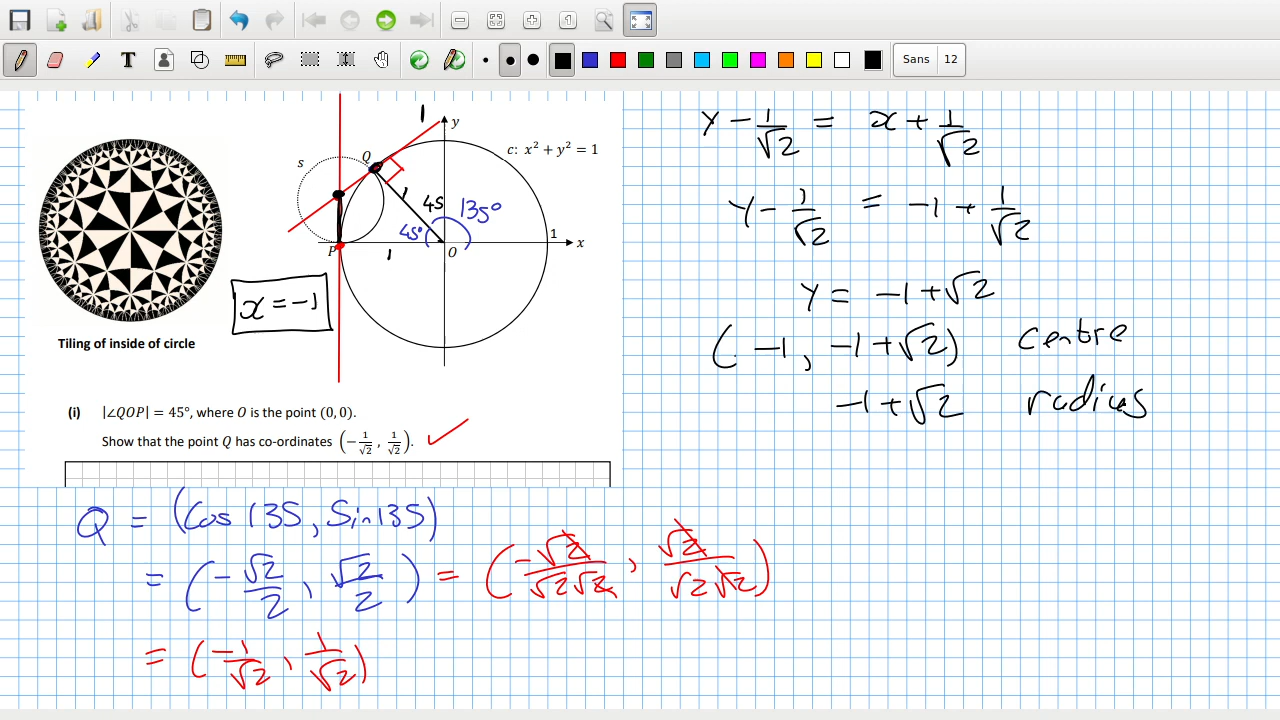 Sans 12
y
c: x² + y² = 1
s
Q
1
1
45
135°
45°
1
P
O
1
x
1
x = -1
Tiling of inside of circle
(i) |∠QOP| = 45°, where O is the point (0, 0).
Show that the point Q has co-ordinates (-1/√2 , 1/√2). ✓
Q = (Cos 135, Sin 135)
= (-√2/2, √2/2) = (-√2/√2√2, √2/√2√2)
= (-1/√2, 1/√2)
y - 1/√2 = x + 1/√2
y - 1/√2 = -1 + 1/√2
y = -1 + √2
(-1, -1 + √2) centre
-1 + √2 radius